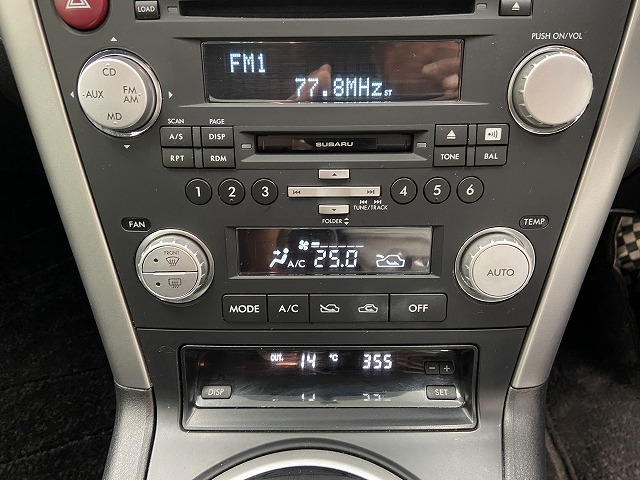 LOAD
PUSH ON/VOL
FM1
77.8MHz ST
CD
AUX
FM
AM
MD
SCAN
PAGE
A/S
DISP
RPT
RDM
SUBARU
TONE
BAL
1
2
3
4
5
6
TUNE/TRACK
FOLDER
FAN
TEMP
FRONT
A/C
25.0
AUTO
MODE
A/C
OFF
OUT. 14 °C 355
DISP
- +
SET